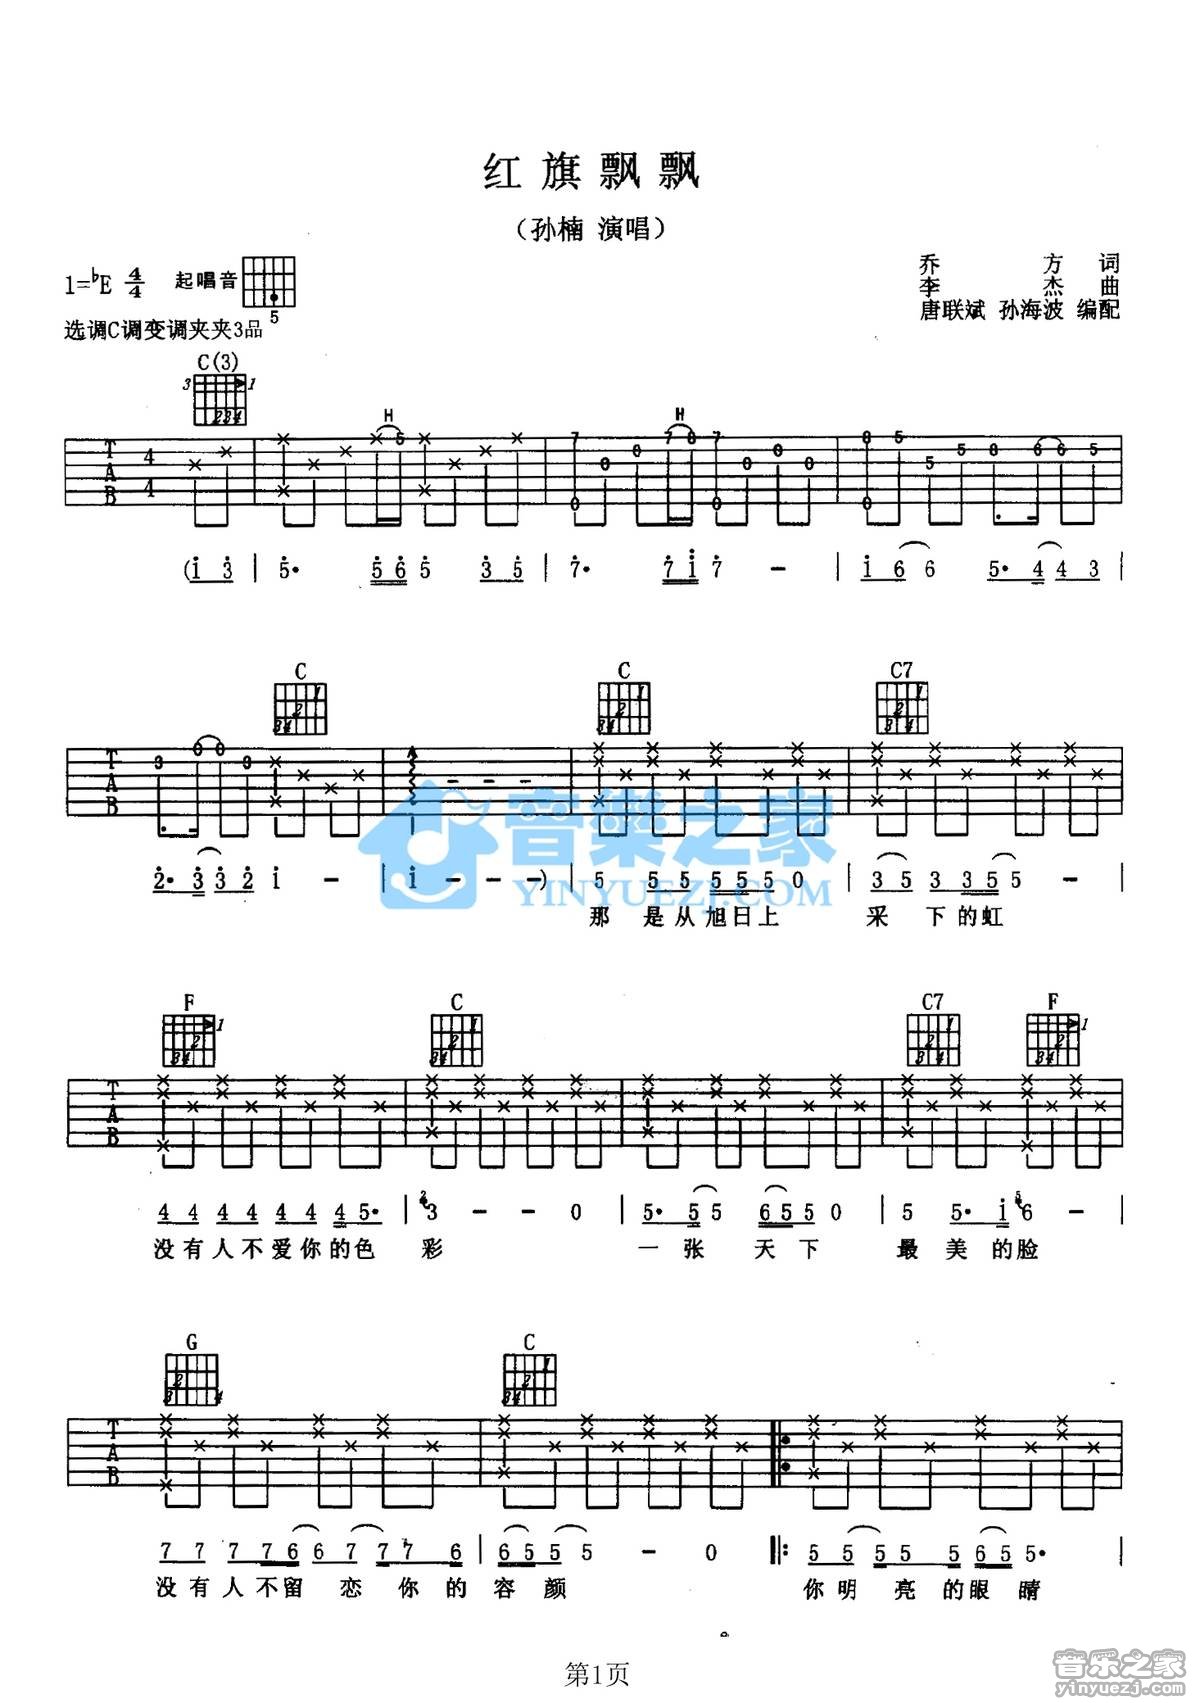 红旗飘飘
(孙楠 演唱)
1=♭E 4/4 起唱音
5
选调C调变调夹夹3品
乔方 词
李杰 曲
唐联斌 孙海波 编配
C(3)
3 1
234
H H
T 4
A
B 4
7 0 0 7 8 7 0 0 0 8 5 5 5 8 6 6 5
(i 3 | 5· 5 6 5 3 5 | 7· 7 i 7 - | i 6 6 5· 4 4 3 |
C C C7
T
A
B
2· 3 3 2 i - | i - - -) | 5 5 5 5 5 5 5 0 | 3 5 3 3 5 5 - |
那 是从旭日上 采 下的虹
音樂之家
YINYUEZJ.COM
F C C7 F
T
A
B
4 4 4 4 4 4 4 5· | 3 - - 0 | 5· 5 5 6 5 5 0 | 5 5· i 6 - |
没有人不爱你的色 彩 一 张 天 下 最 美 的脸
G C
T
A
B
7 7 7 7 6 6 7 7 7 6 | 6 5 5 5 - 0 |: 5 5 5 5 5 6 5 5· |
没有人不留 恋 你 的 容 颜 你明 亮 的眼 睛
第1页
音乐之家
yinyuezj.com